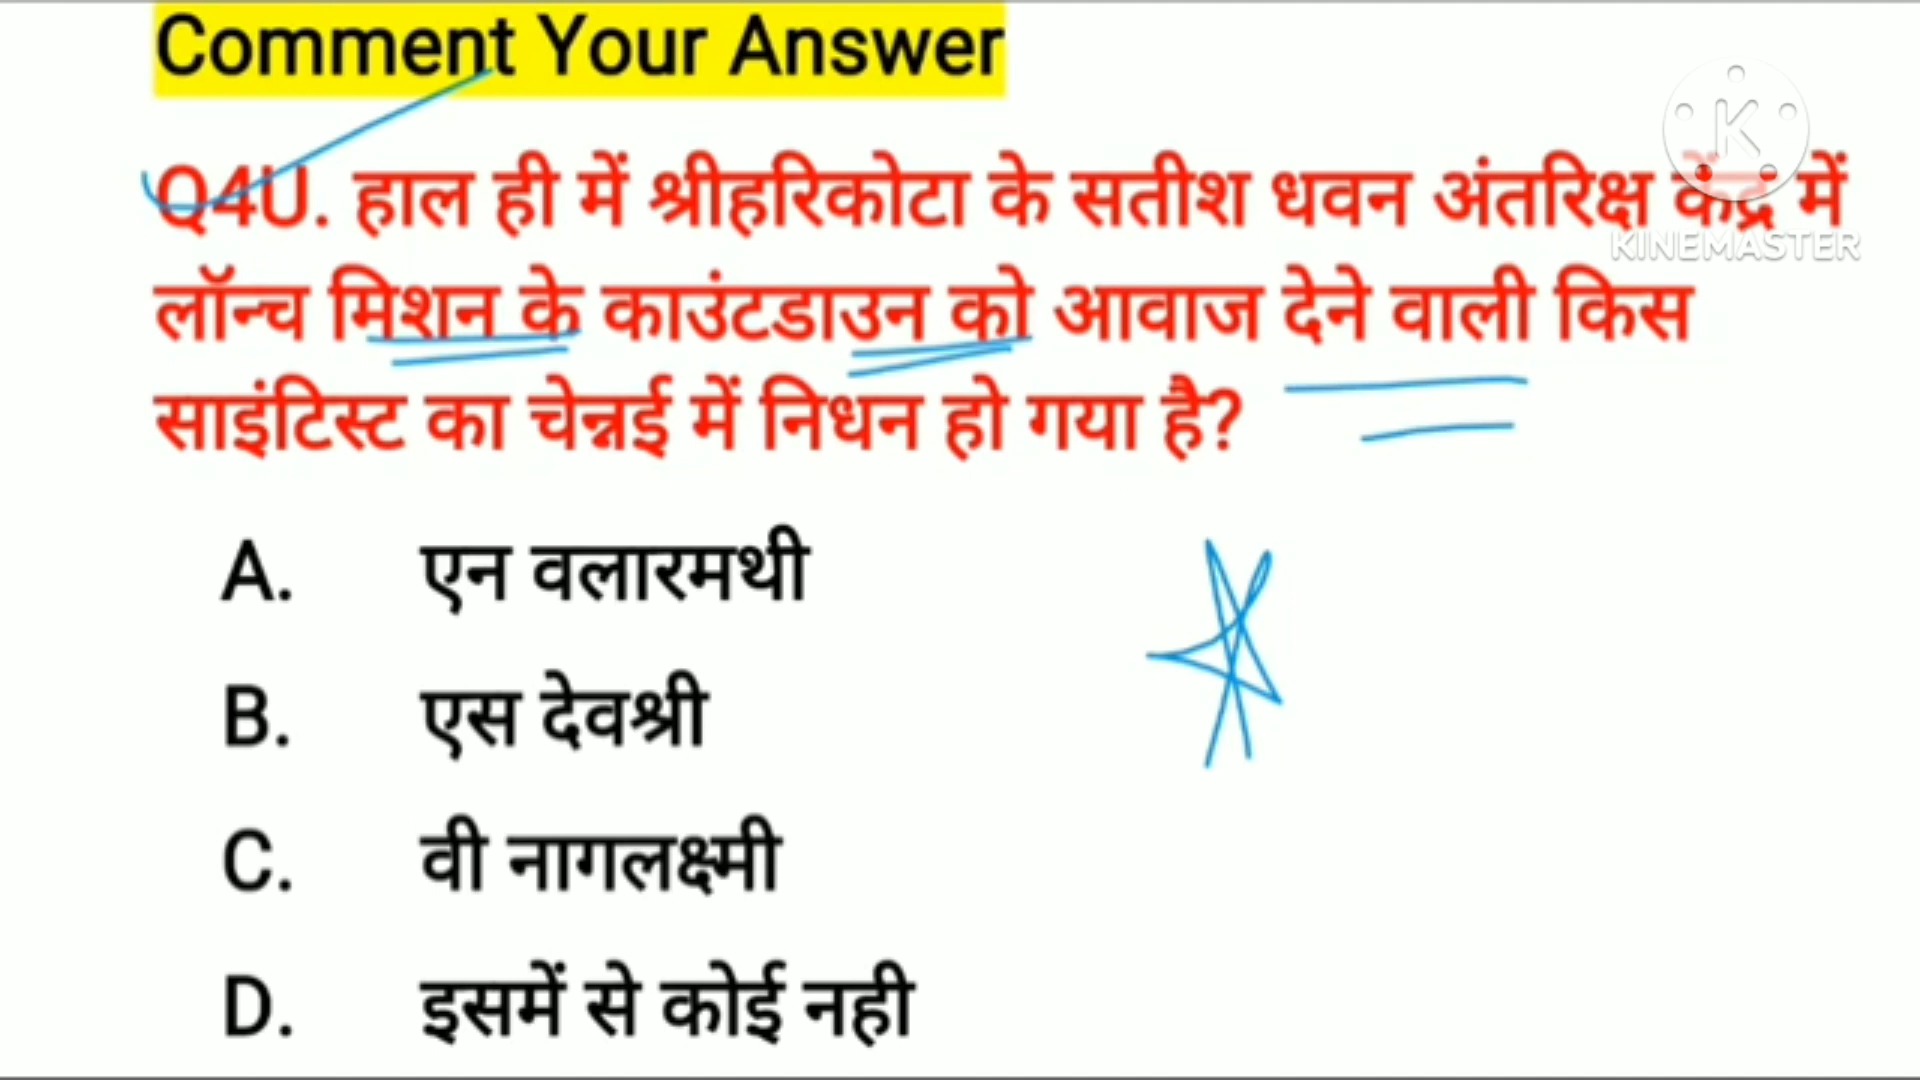 Comment Your Answer
Q4U. हाल ही में श्रीहरिकोटा के सतीश धवन अंतरिक्ष केंद्र में
लॉन्च मिशन के काउंटडाउन को आवाज देने वाली किस
साइंटिस्ट का चेन्नई में निधन हो गया है?
A. एन वलारमथी
B. एस देवश्री
C. वी नागलक्ष्मी
D. इसमें से कोई नही
K
KINEMASTER